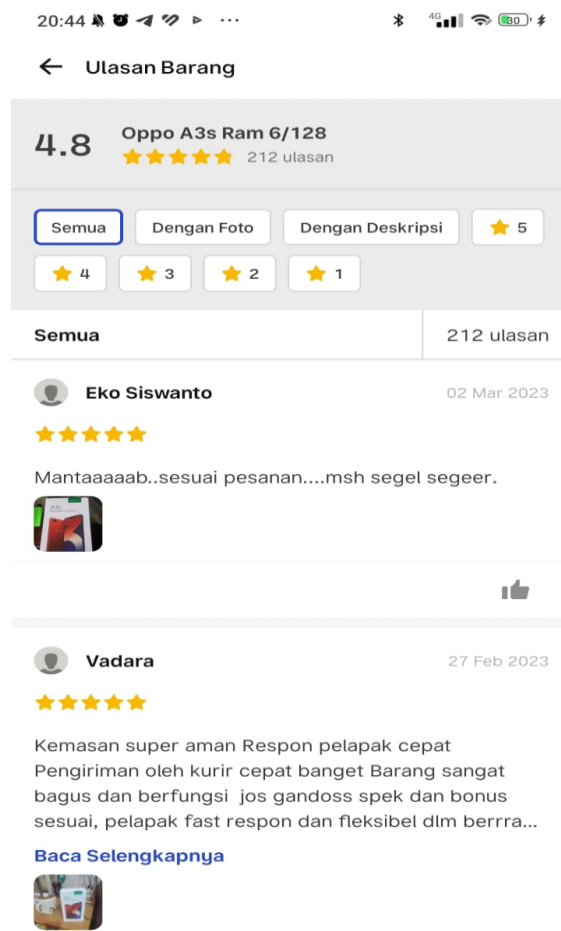 20:44
4G
30
Ulasan Barang
4.8
Oppo A3s Ram 6/128
212 ulasan
Semua
Dengan Foto
Dengan Deskripsi
5
4
3
2
1
Semua
212 ulasan
Eko Siswanto
02 Mar 2023
Mantaaaaab..sesuai pesanan....msh segel segeer.
A3s
Vadara
27 Feb 2023
Kemasan super aman Respon pelapak cepat
Pengiriman oleh kurir cepat banget Barang sangat
bagus dan berfungsi  jos gandoss spek dan bonus
sesuai, pelapak fast respon dan fleksibel dlm berrra...
Baca Selengkapnya